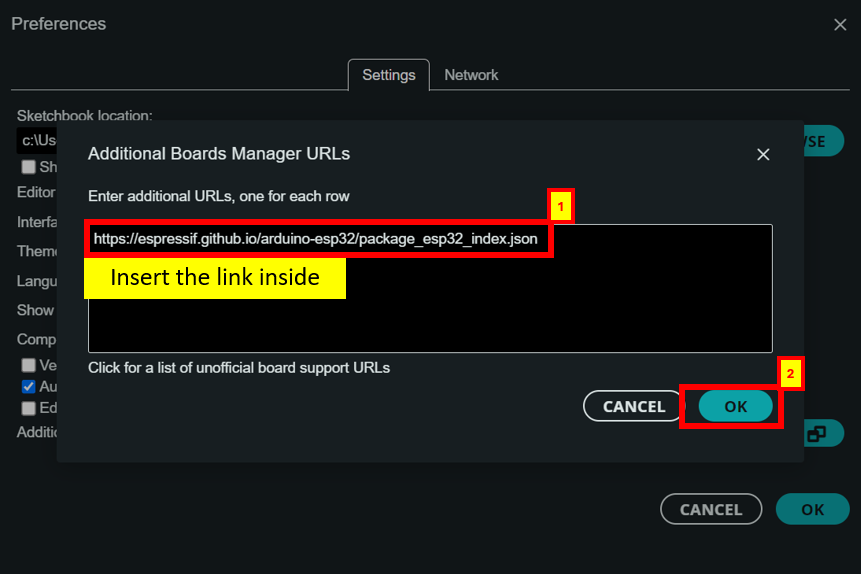 Preferences
Settings
Network
Sketchbook location:
c:\Us
Sh
Editor
Interfa
Theme
Langu
Show
Comp
Ve
Au
Ed
Additio
Additional Boards Manager URLs
Enter additional URLs, one for each row
1
https://espressif.github.io/arduino-esp32/package_esp32_index.json
Insert the link inside
Click for a list of unofficial board support URLs
2
CANCEL
OK
CANCEL
OK